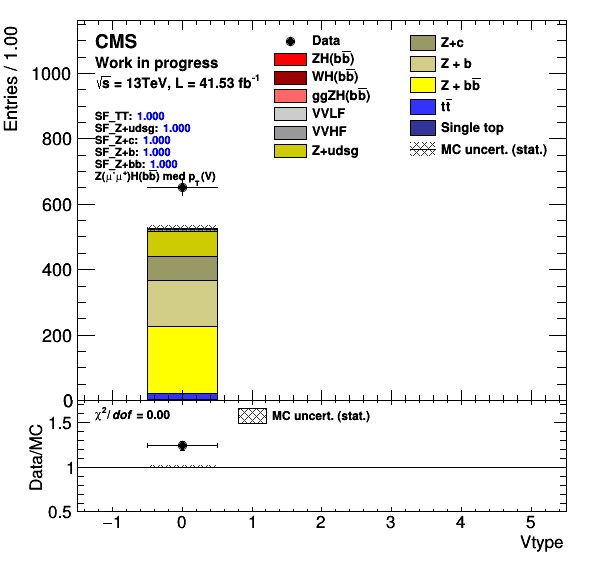 CMS
Work in progress
√s = 13TeV, L = 41.53 fb⁻¹
SF_TT: 1.000
SF_Z+udsg: 1.000
SF_Z+c: 1.000
SF_Z+b: 1.000
SF_Z+bb: 1.000
Z(μ⁻μ⁺)H(bb̅) med p_T(V)
Data
ZH(bb̅)
WH(bb̅)
ggZH(bb̅)
VVLF
VVHF
Z+udsg
Z+c
Z + b
Z + bb̅
tt̅
Single top
MC uncert. (stat.)
Entries / 1.00
1000
800
600
400
200
0
χ²/dof = 0.00
MC uncert. (stat.)
Data/MC
1.5
1
0.5
−1 0 1 2 3 4 5
Vtype